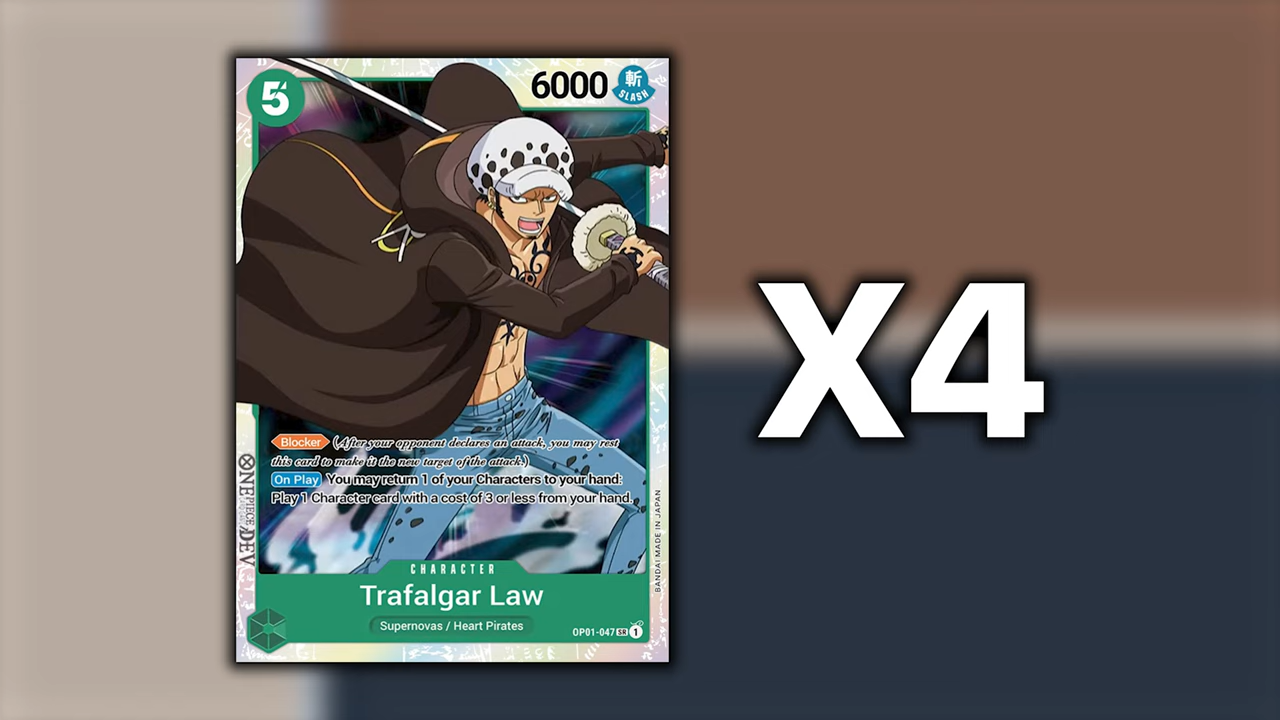 5
6000
斬
SLASH
Blocker (After your opponent declares an attack, you may rest
this card to make it the new target of the attack.)
On Play You may return 1 of your Characters to your hand:
Play 1 Character card with a cost of 3 or less from your hand.
ONE PIECE
DEV
BANDAI MADE IN JAPAN
CHARACTER
Trafalgar Law
Supernovas / Heart Pirates
OP01-047 SR 1
X4